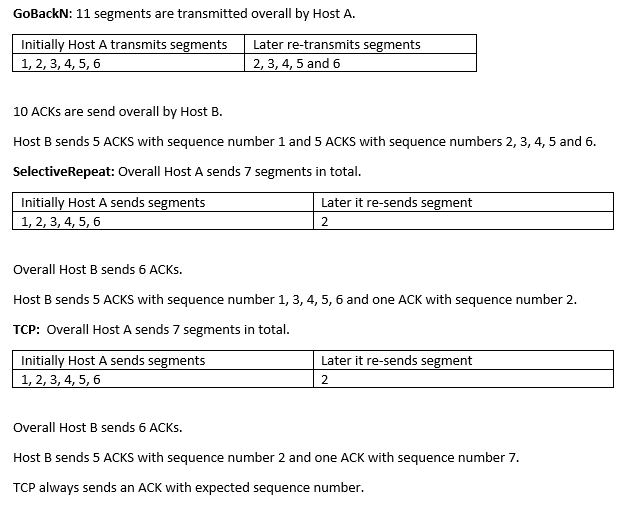 GoBackN: 11 segments are transmitted overall by Host A.
Initially Host A transmits segments Later re-transmits segments
1, 2, 3, 4, 5, 6 2, 3, 4, 5 and 6
10 ACKs are send overall by Host B.
Host B sends 5 ACKS with sequence number 1 and 5 ACKS with sequence numbers 2, 3, 4, 5 and 6.
SelectiveRepeat: Overall Host A sends 7 segments in total.
Initially Host A sends segments Later it re-sends segment
1, 2, 3, 4, 5, 6 2
Overall Host B sends 6 ACKs.
Host B sends 5 ACKS with sequence number 1, 3, 4, 5, 6 and one ACK with sequence number 2.
TCP: Overall Host A sends 7 segments in total.
Initially Host A sends segments Later it re-sends segment
1, 2, 3, 4, 5, 6 2
Overall Host B sends 6 ACKs.
Host B sends 5 ACKS with sequence number 2 and one ACK with sequence number 7.
TCP always sends an ACK with expected sequence number.